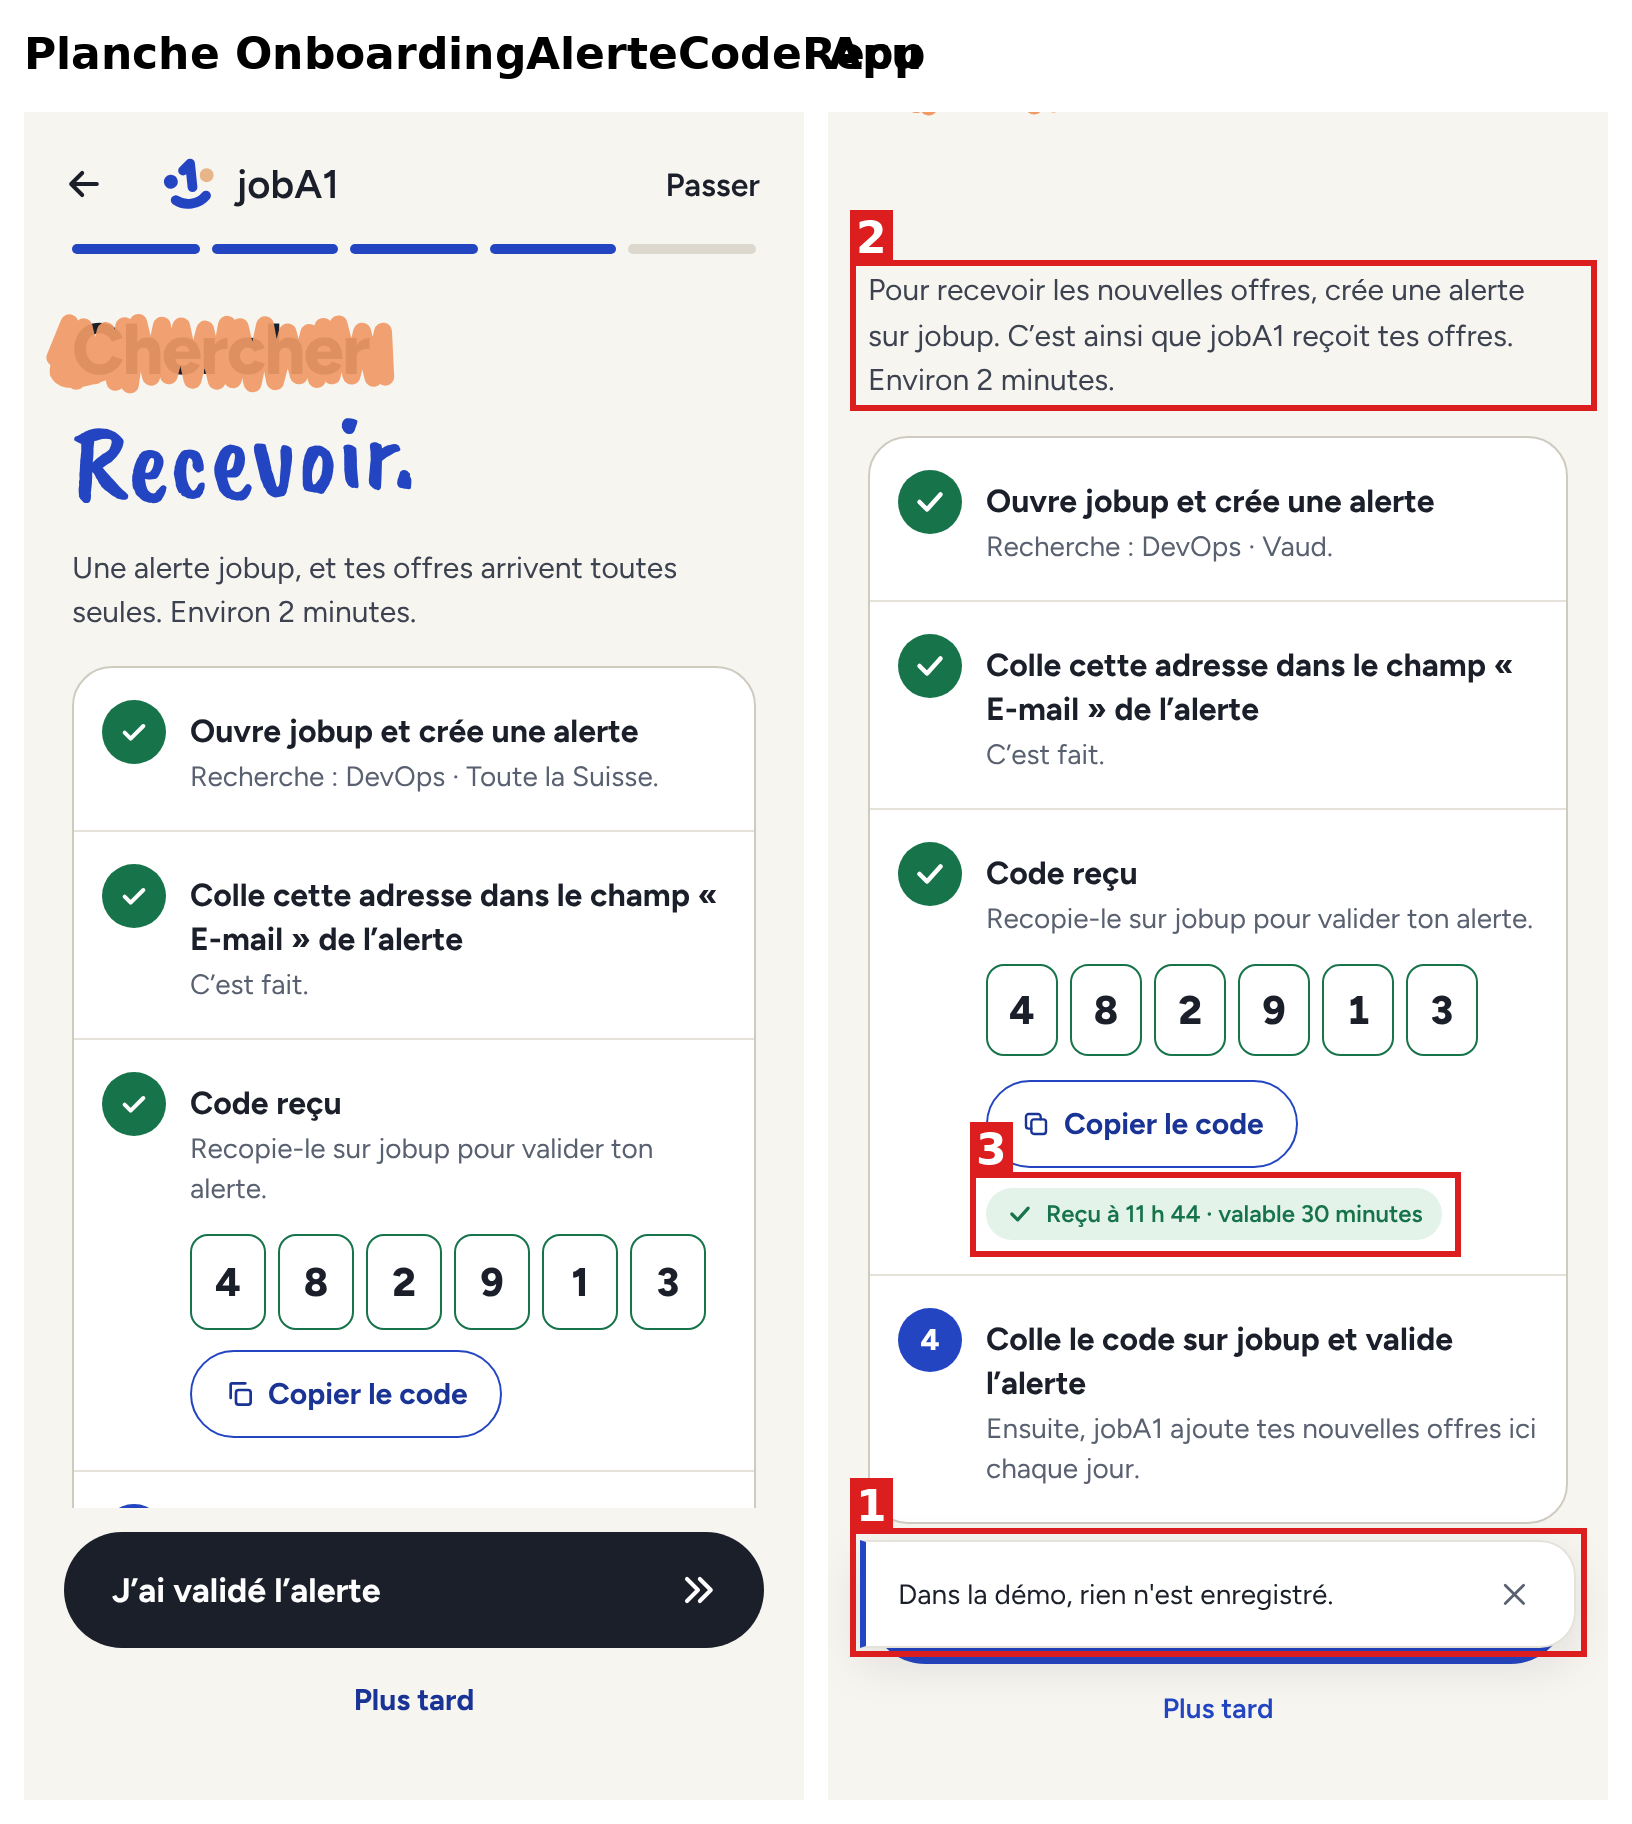 Planche OnboardingAlerteCodeRecu
App
jobA1
Passer
Chercher
Recevoir.
Une alerte jobup, et tes offres arrivent toutes
seules. Environ 2 minutes.
Ouvre jobup et crée une alerte
Recherche : DevOps · Toute la Suisse.
Colle cette adresse dans le champ «
E-mail » de l’alerte
C’est fait.
Code reçu
Recopie-le sur jobup pour valider ton
alerte.
4 8 2 9 1 3
Copier le code
J’ai validé l’alerte
Plus tard
2
Pour recevoir les nouvelles offres, crée une alerte
sur jobup. C’est ainsi que jobA1 reçoit tes offres.
Environ 2 minutes.
Ouvre jobup et crée une alerte
Recherche : DevOps · Vaud.
Colle cette adresse dans le champ «
E-mail » de l’alerte
C’est fait.
Code reçu
Recopie-le sur jobup pour valider ton alerte.
4 8 2 9 1 3
Copier le code
3
Reçu à 11 h 44 · valable 30 minutes
4
Colle le code sur jobup et valide
l’alerte
Ensuite, jobA1 ajoute tes nouvelles offres ici
chaque jour.
1
Dans la démo, rien n'est enregistré.
Plus tard